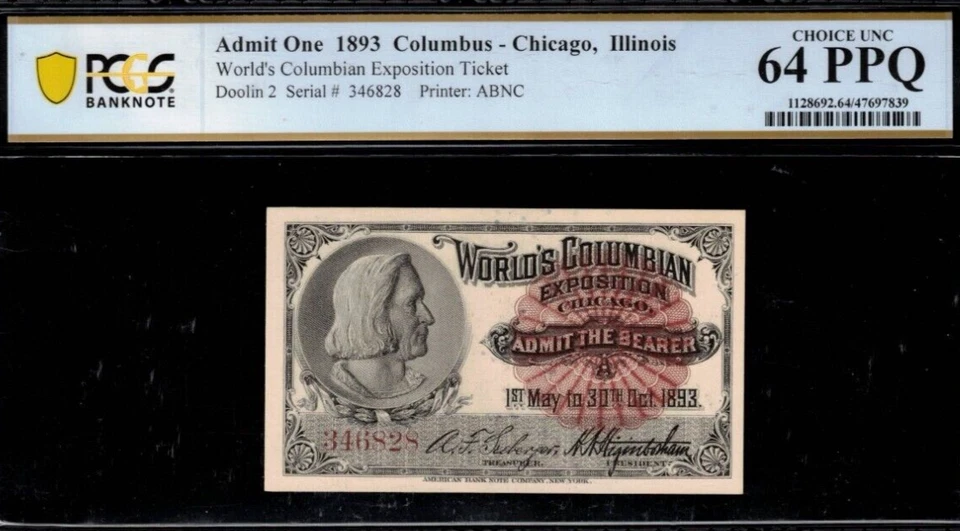 PCGS
BANKNOTE
Admit One 1893 Columbus - Chicago, Illinois
World's Columbian Exposition Ticket
Doolin 2 Serial # 346828 Printer: ABNC
CHOICE UNC
64 PPQ
1128692.64/47697839
WORLD'S COLUMBIAN
EXPOSITION
CHICAGO,
ADMIT THE BEARER
A
1ST May to 30TH Oct. 1893.
346828
TREASURER.
PRESIDENT.
AMERICAN BANK NOTE COMPANY, NEW YORK.